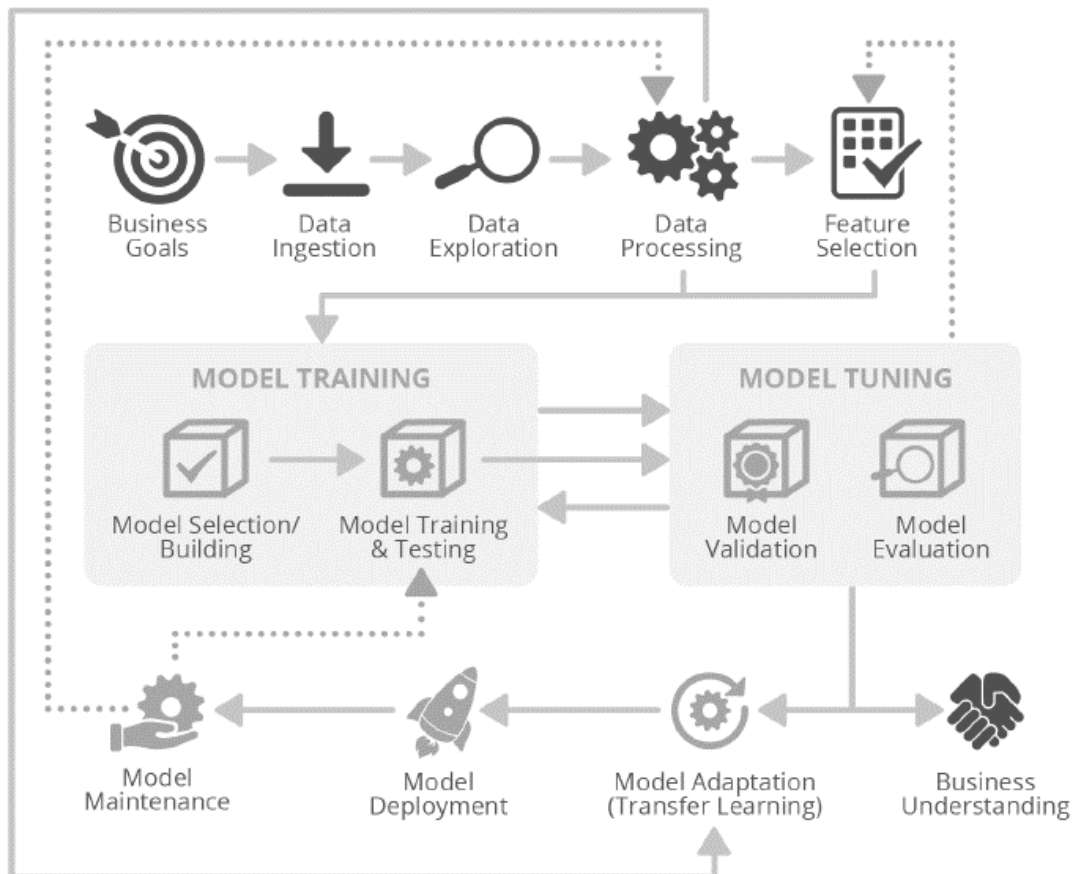 Business
Goals
Data
Ingestion
Data
Exploration
Data
Processing
Feature
Selection
MODEL TRAINING
Model Selection/
Building
Model Training
& Testing
MODEL TUNING
Model
Validation
Model
Evaluation
Model
Maintenance
Model
Deployment
Model Adaptation
(Transfer Learning)
Business
Understanding